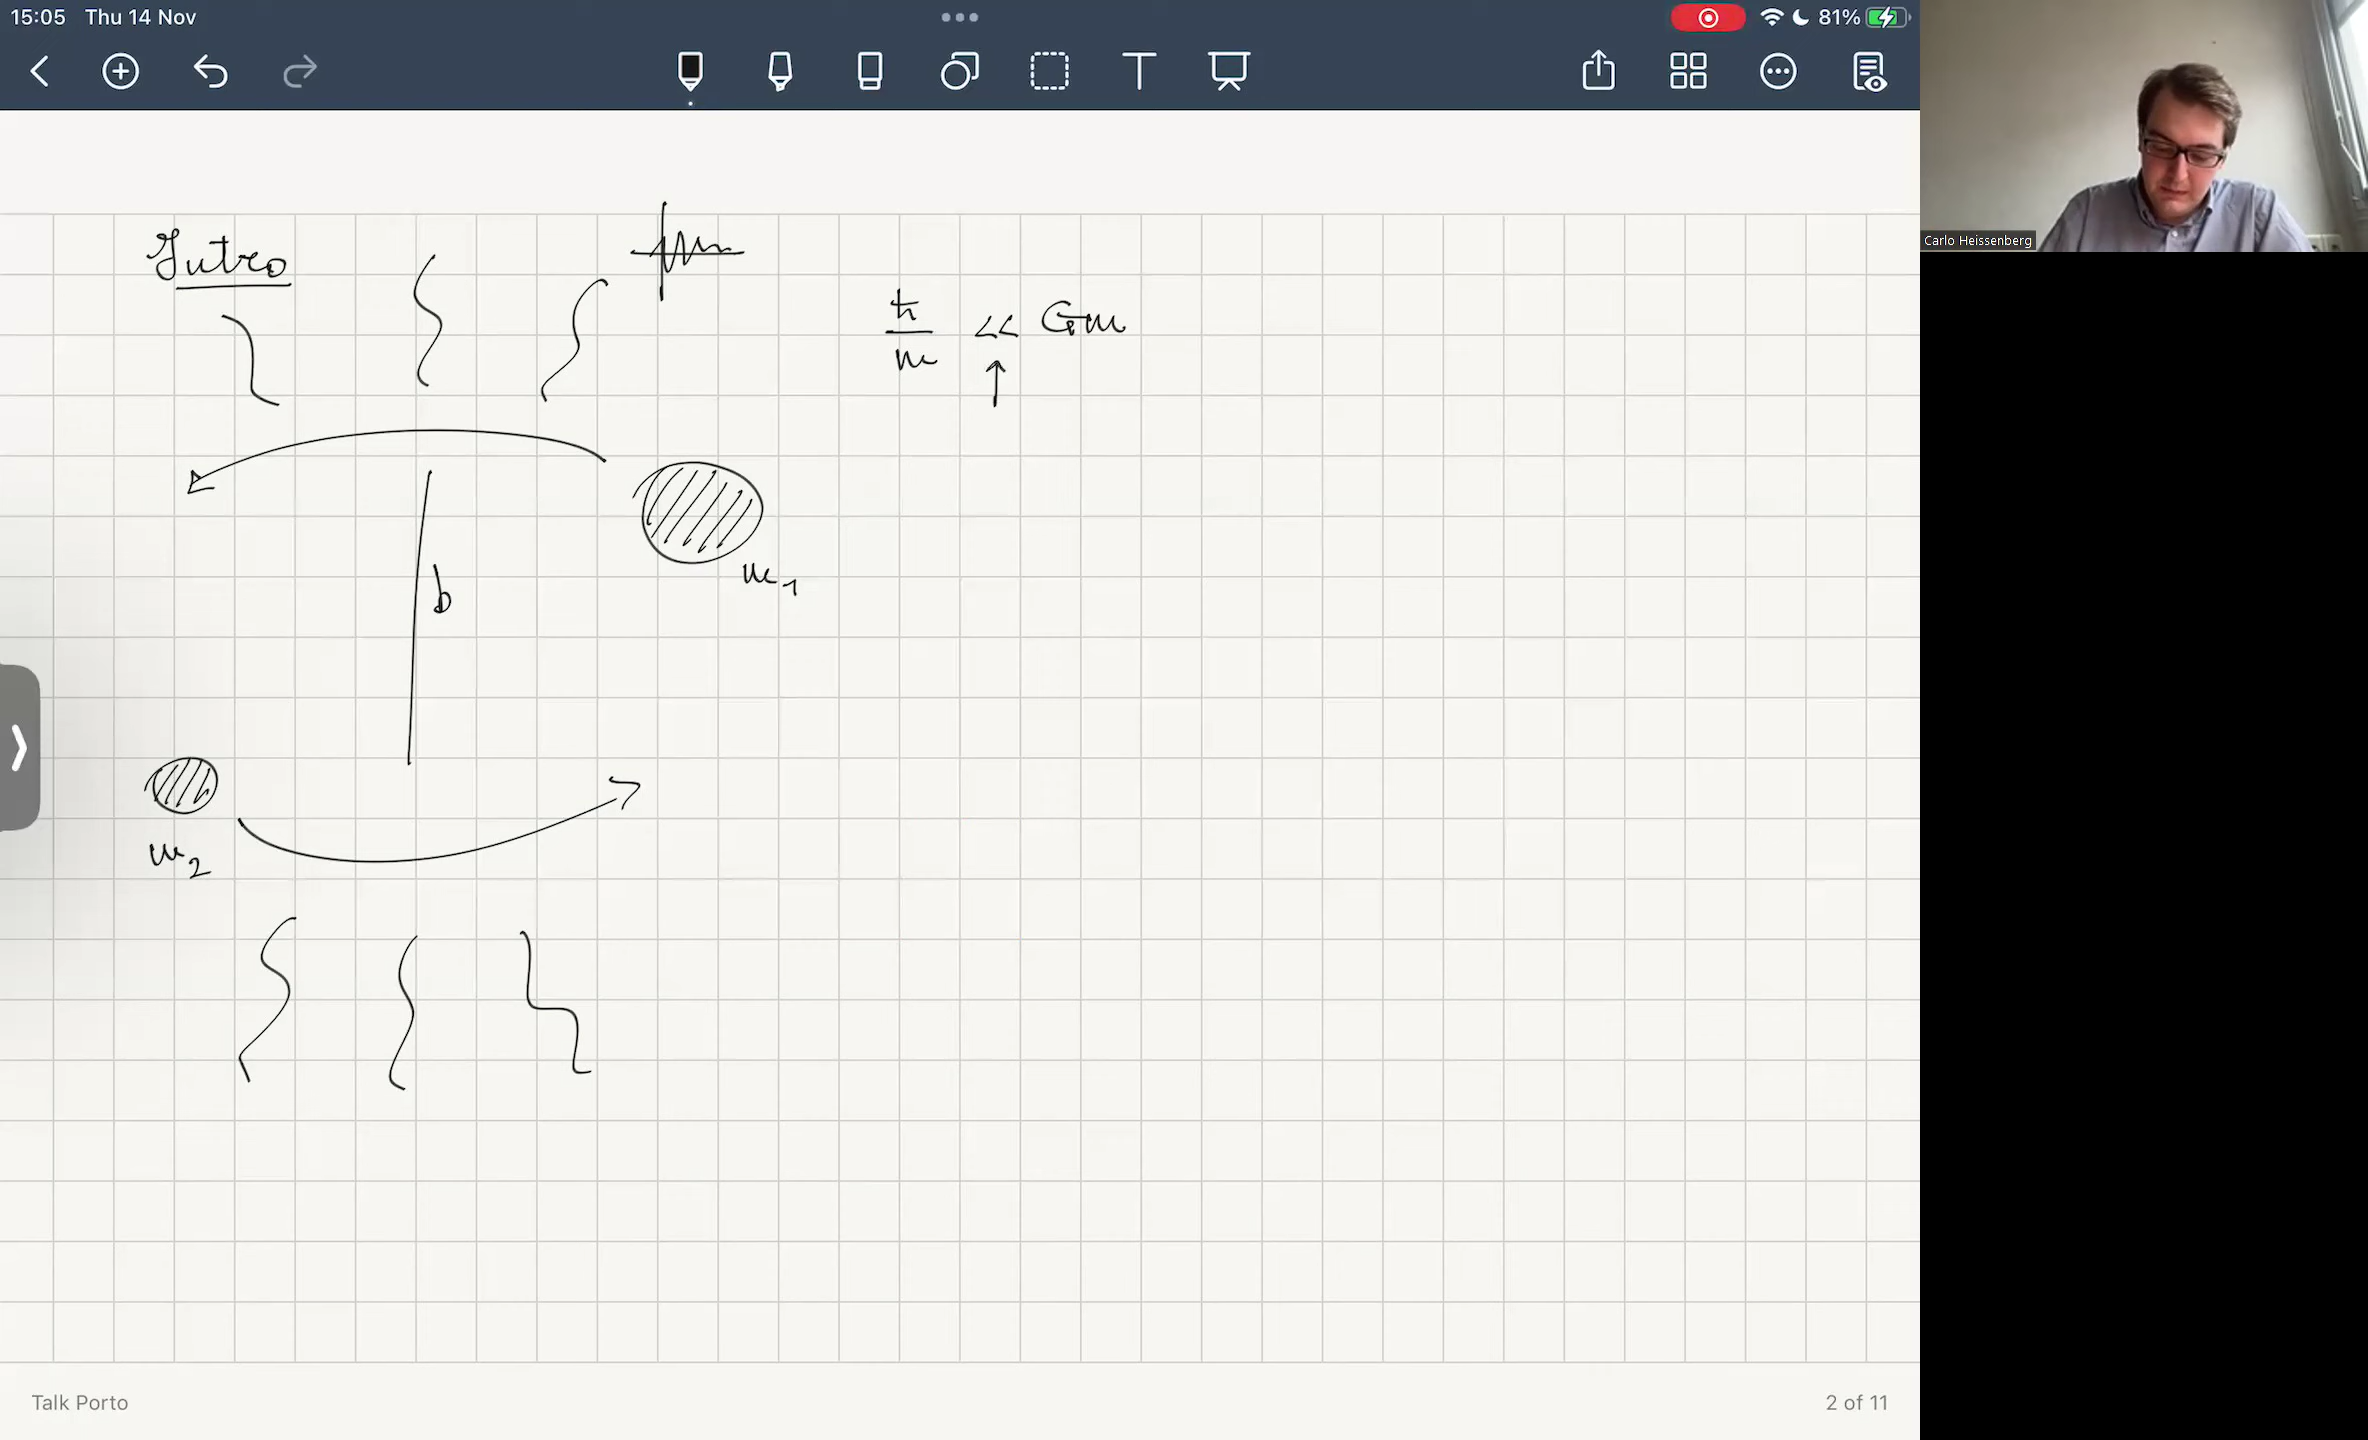 15:05 Thu 14 Nov
81%
Carlo Heissenberg
Intro
ħ/m << Gm
↑
m₁
b
m₂
Talk Porto
2 of 11